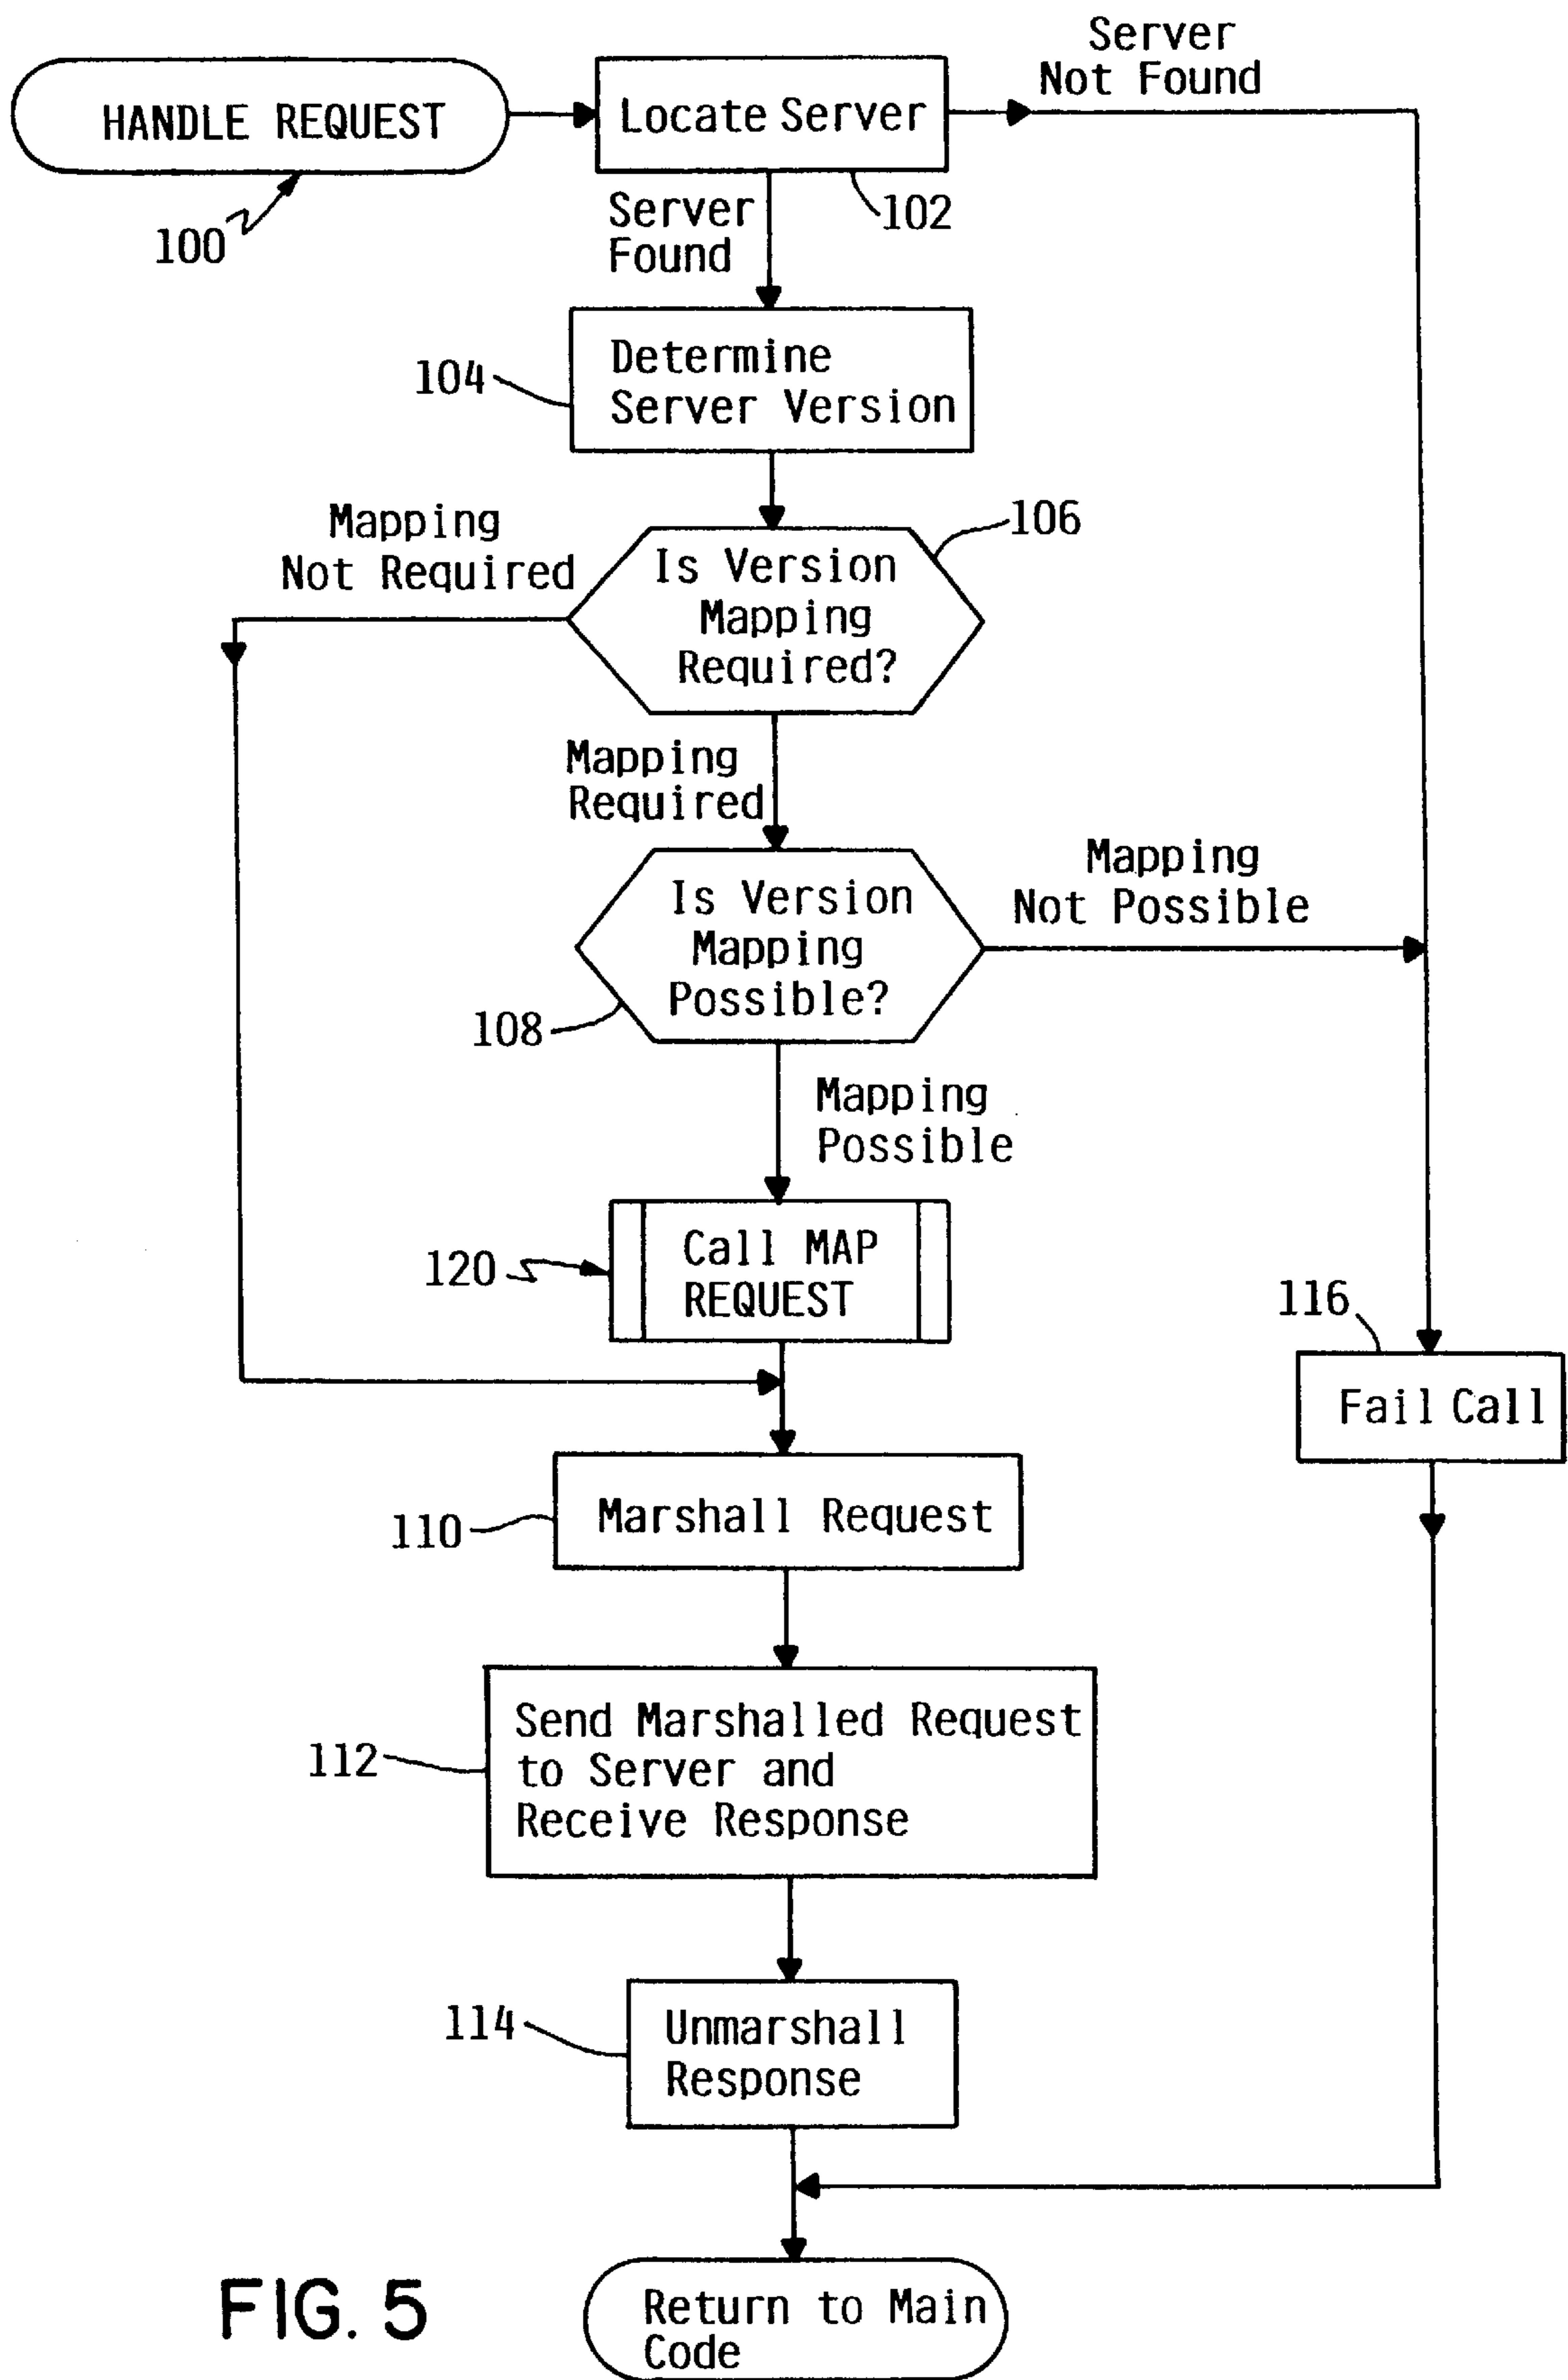 HANDLE REQUEST
100
Locate Server
102
Server
Not Found
Server
Found
Determine
Server Version
104
Mapping
Not Required
Is Version
Mapping
Required?
106
Mapping
Required
Is Version
Mapping
Possible?
108
Mapping
Not Possible
Mapping
Possible
Call MAP
REQUEST
120
116
Fail Call
Marshall Request
110
Send Marshalled Request
to Server and
Receive Response
112
Unmarshall
Response
114
Return to Main
Code
FIG. 5